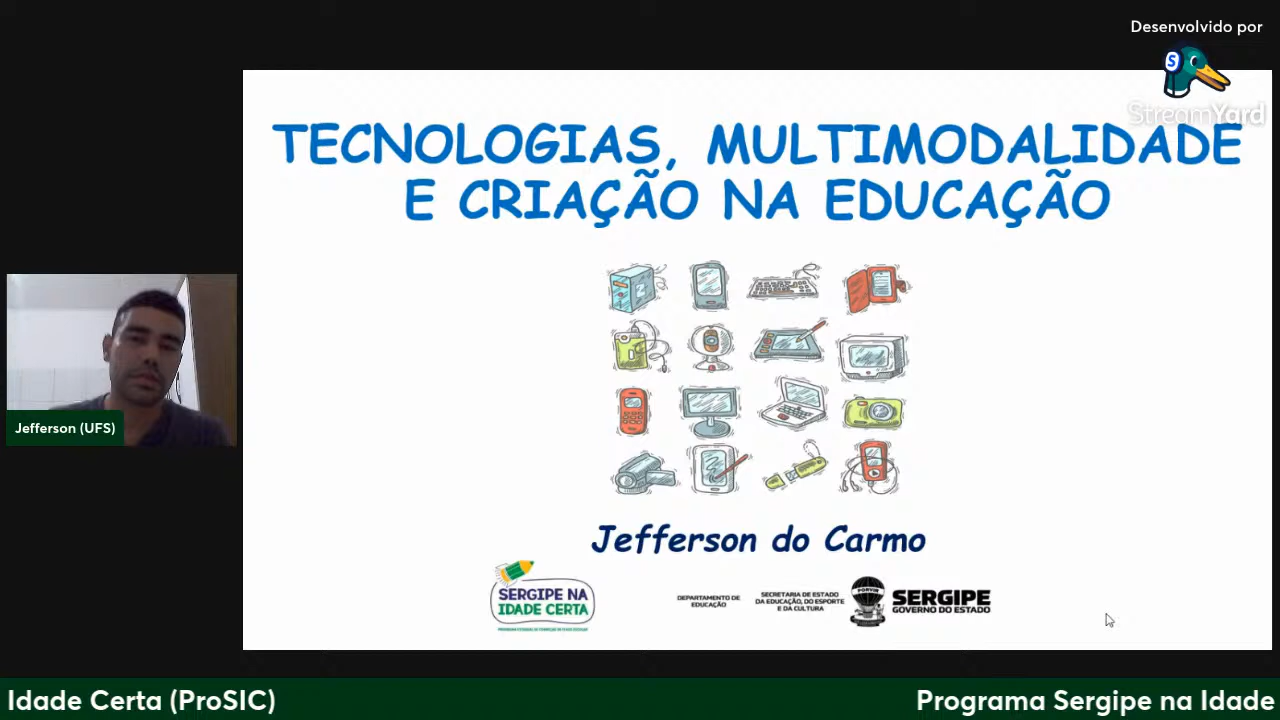 Desenvolvido por
StreamYard
TECNOLOGIAS, MULTIMODALIDADE
E CRIAÇÃO NA EDUCAÇÃO
Jefferson (UFS)
Jefferson do Carmo
SERGIPE NA
IDADE CERTA
DEPARTAMENTO DE
EDUCAÇÃO
SECRETARIA DE ESTADO
DA EDUCAÇÃO, DO ESPORTE
E DA CULTURA
SERGIPE
GOVERNO DO ESTADO
Idade Certa (ProSIC)
Programa Sergipe na Idade